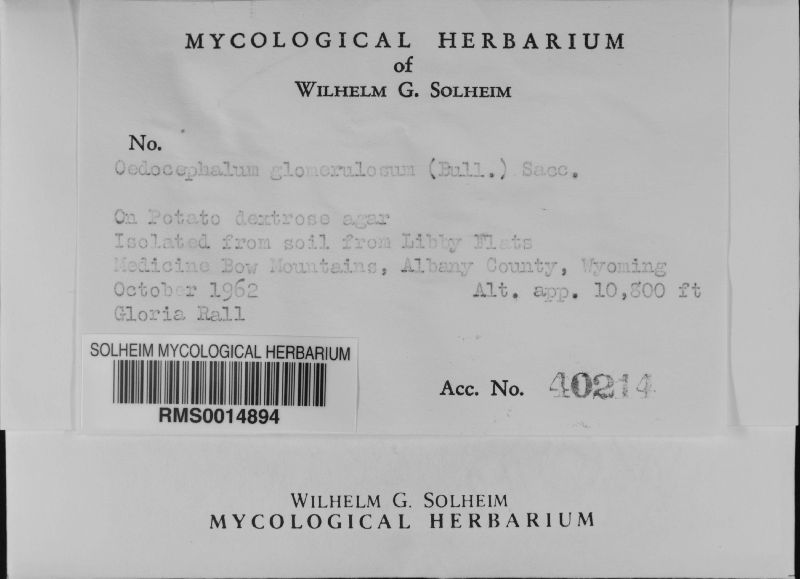 MYCOLOGICAL HERBARIUM
of
WILHELM G. SOLHEIM
No.
Oedocephalum glomerulosum (Bull.) Sacc.
On Potato dextrose agar
Isolated from soil from Libby Flats
Medicine Bow Mountains, Albany County, Wyoming
October 1962 Alt. app. 10,800 ft
Gloria Rall
SOLHEIM MYCOLOGICAL HERBARIUM
RMS0014894
Acc. No. 40214
WILHELM G. SOLHEIM
MYCOLOGICAL HERBARIUM